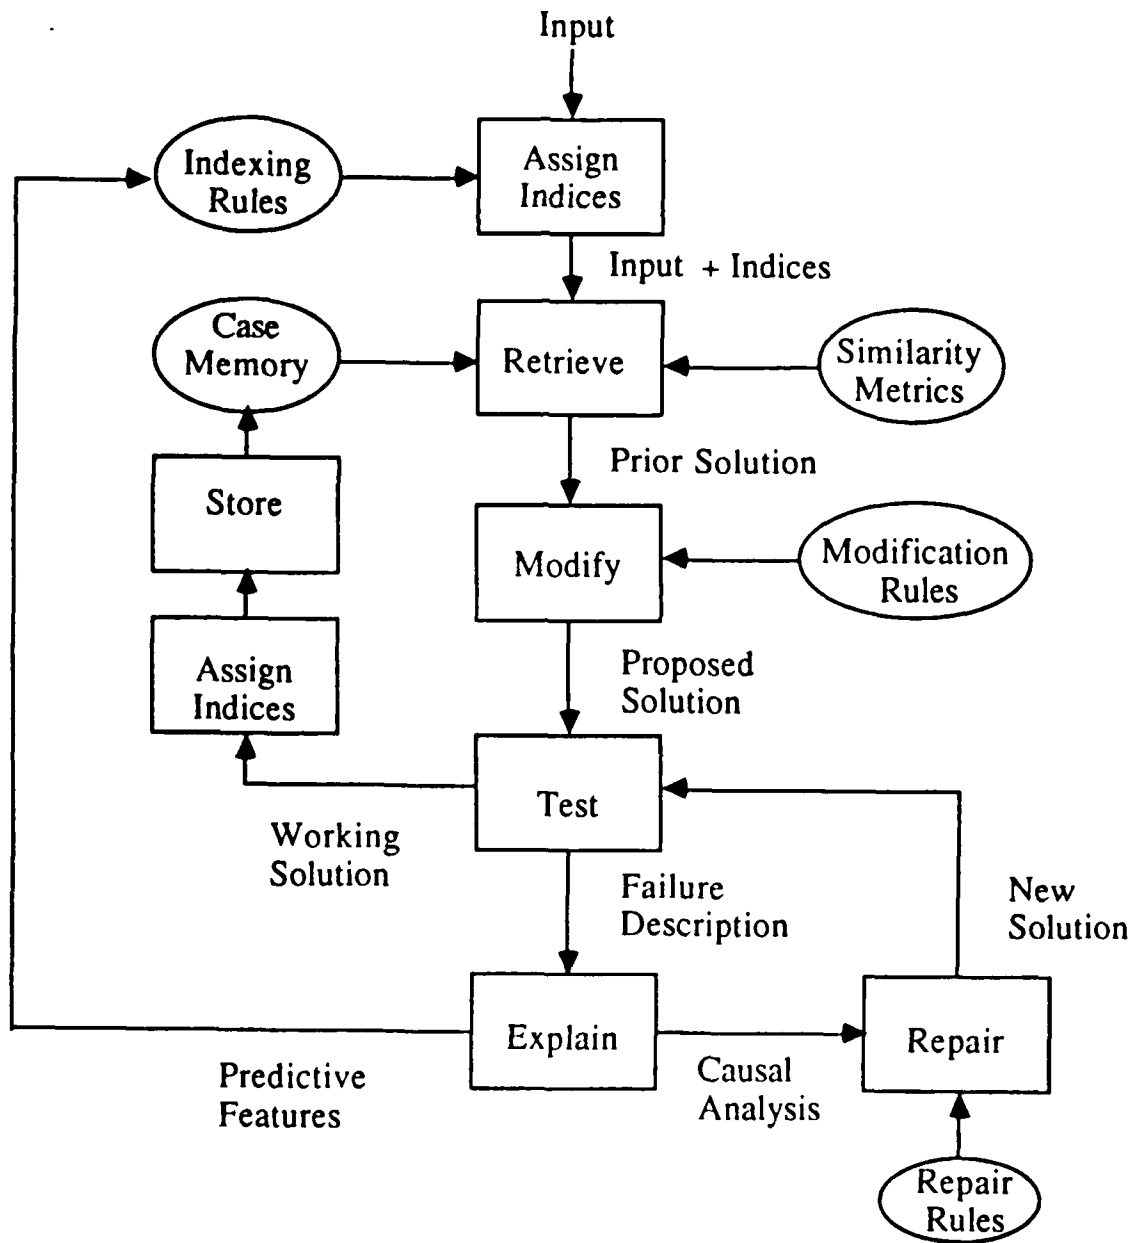 Input
Indexing
Rules
Assign
Indices
Input + Indices
Case
Memory
Retrieve
Similarity
Metrics
Prior Solution
Store
Modify
Modification
Rules
Assign
Indices
Proposed
Solution
Test
Working
Solution
Failure
Description
New
Solution
Explain
Repair
Predictive
Features
Causal
Analysis
Repair
Rules